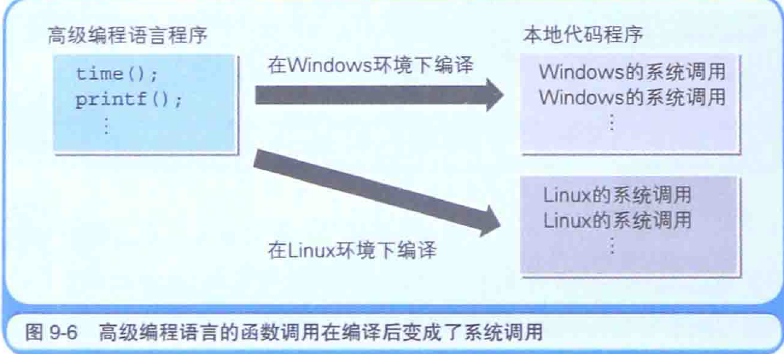 高级编程语言程序
time();
printf();
⋮
在Windows环境下编译
在Linux环境下编译
本地代码程序
Windows的系统调用
Windows的系统调用
⋮
Linux的系统调用
Linux的系统调用
⋮
图 9-6 高级编程语言的函数调用在编译后变成了系统调用